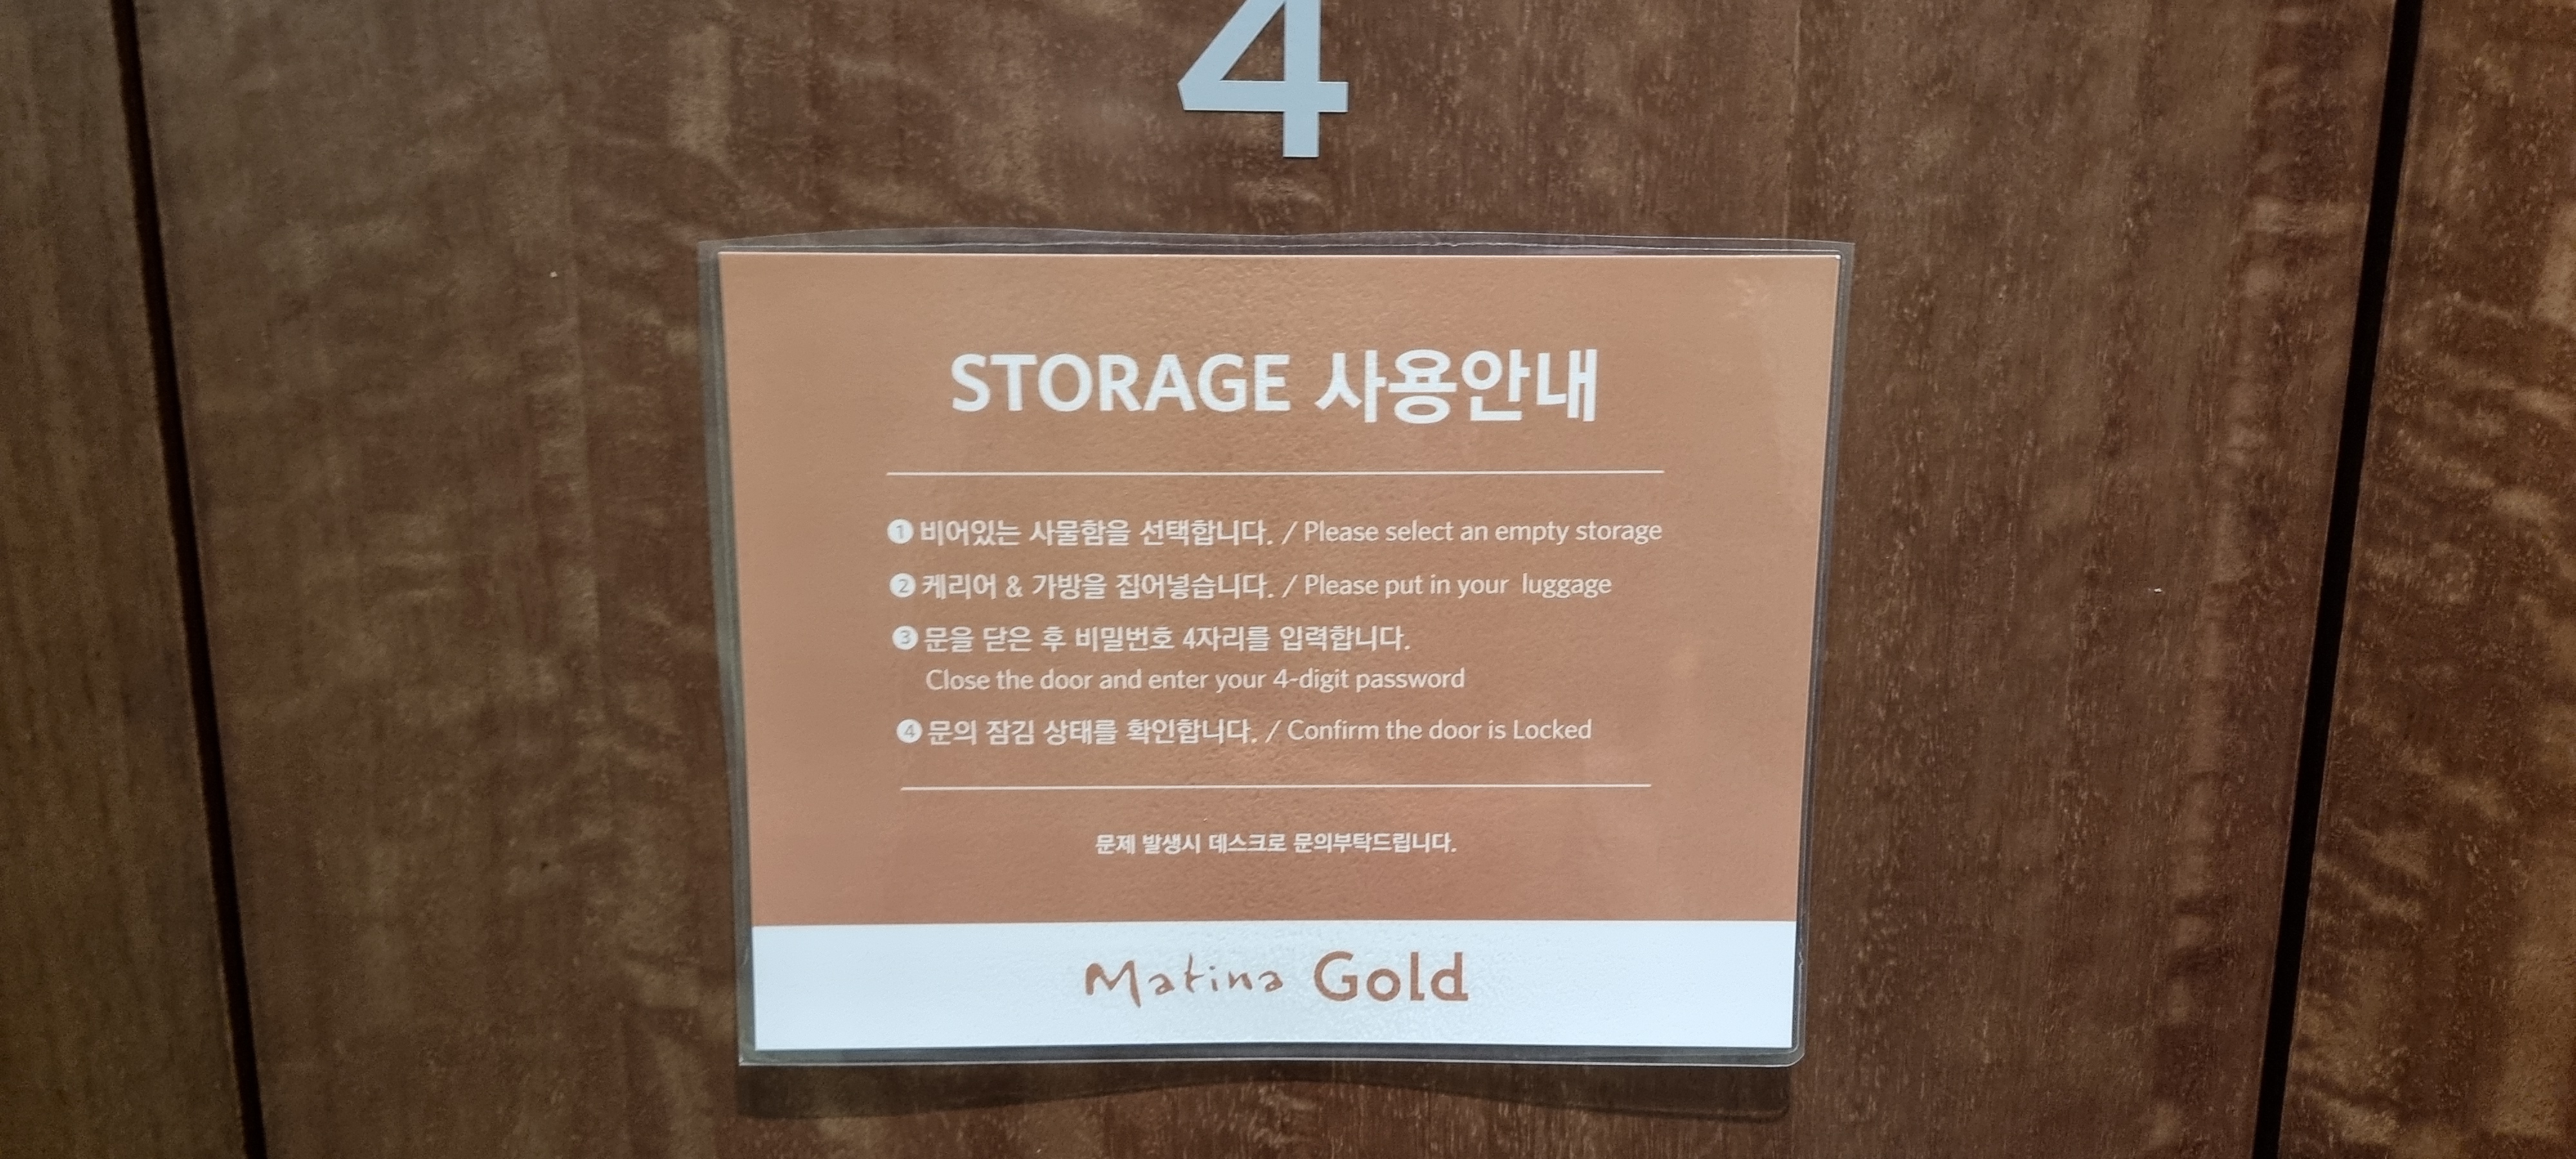 4
STORAGE 사용안내
❶ 비어있는 사물함을 선택합니다. / Please select an empty storage
❷ 케리어 & 가방을 집어넣습니다. / Please put in your luggage
❸ 문을 닫은 후 비밀번호 4자리를 입력합니다.
Close the door and enter your 4-digit password
❹ 문의 잠김 상태를 확인합니다. / Confirm the door is Locked
문제 발생시 데스크로 문의부탁드립니다.
Matina Gold